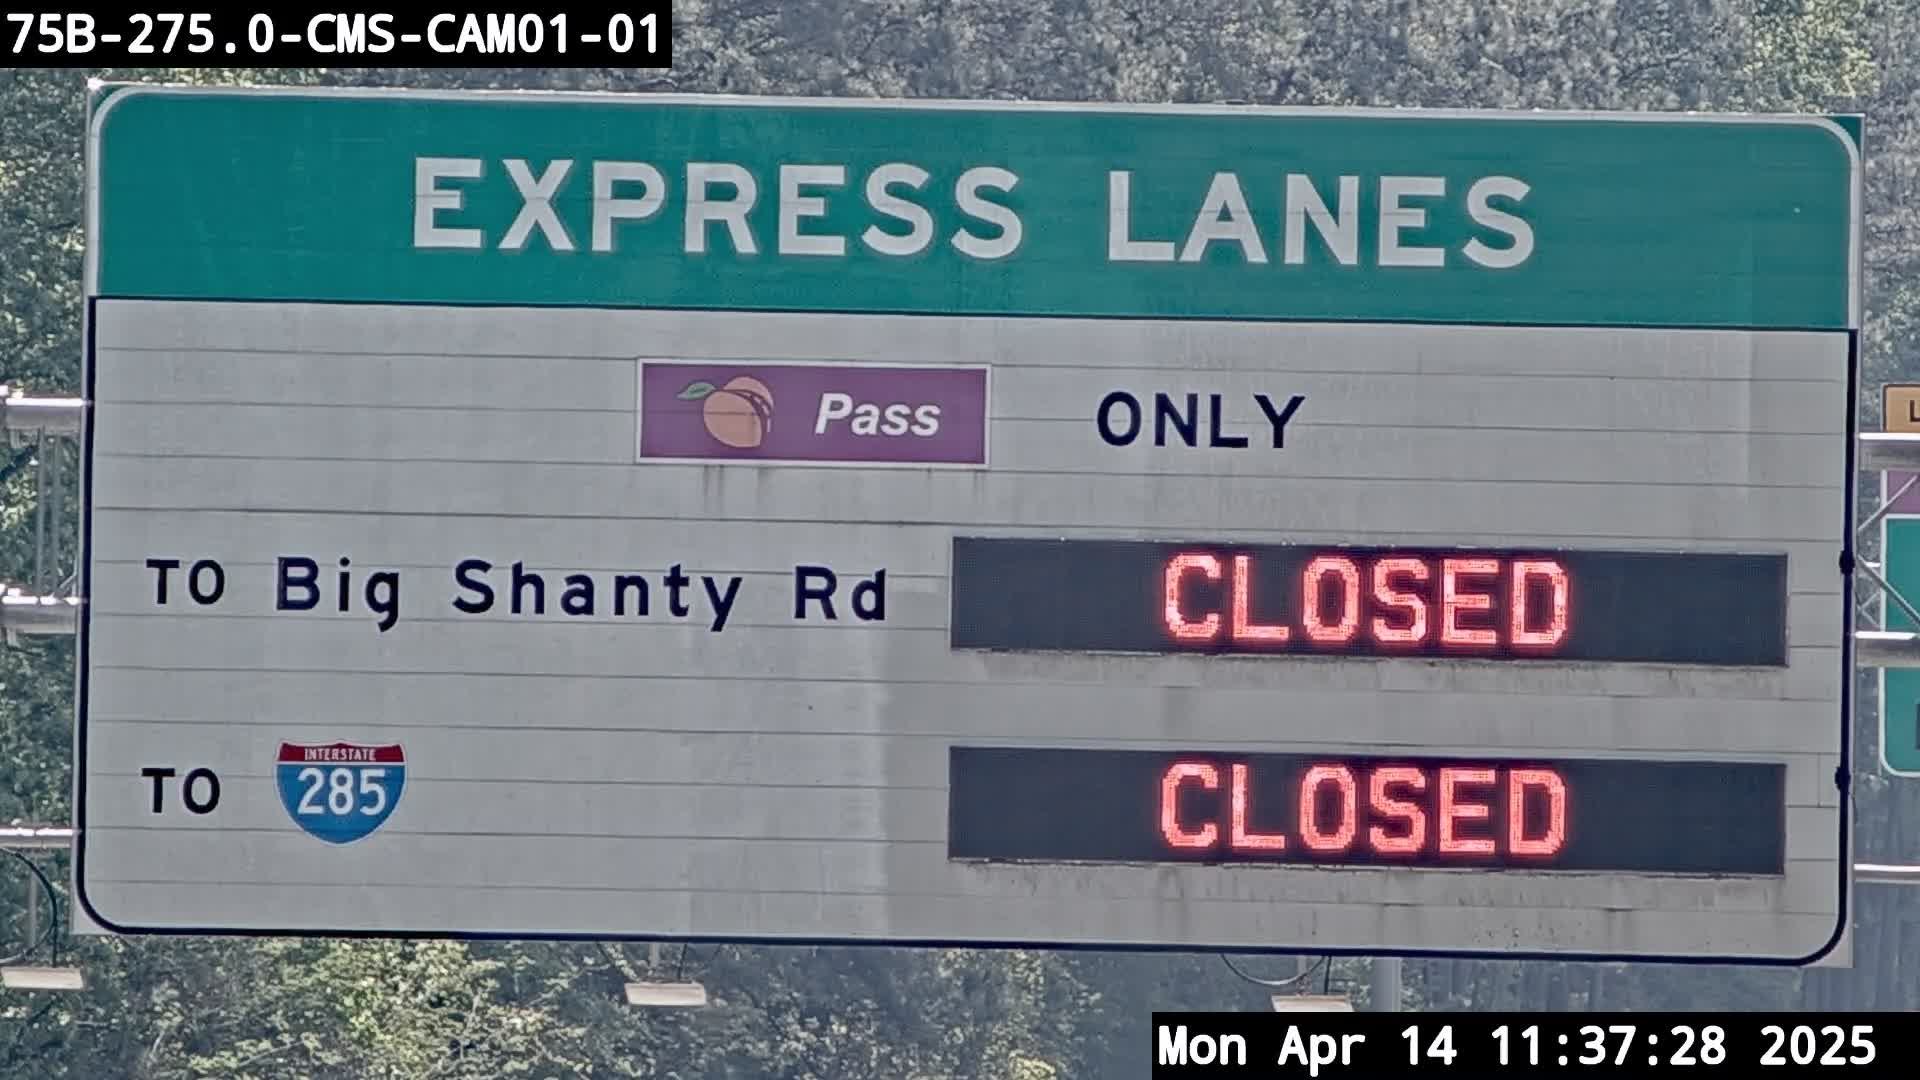 75B-275.0-CMS-CAM01-01
EXPRESS LANES
Pass ONLY
TO Big Shanty Rd CLOSED
TO INTERSTATE 285 CLOSED
Mon Apr 14 11:37:28 2025